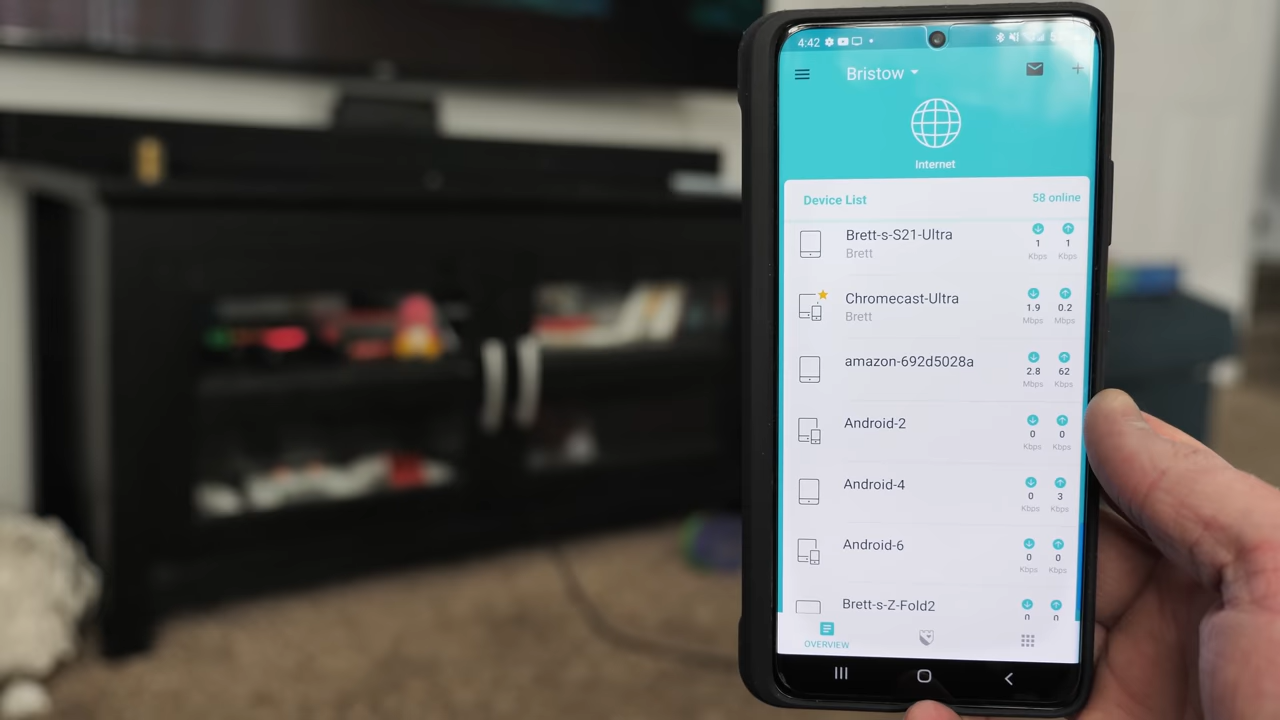 4:42
Bristow
Internet
Device List 58 online
Brett-s-S21-Ultra
Brett
1 1
Kbps Kbps
Chromecast-Ultra
Brett
1.9 0.2
Mbps Mbps
amazon-692d5028a
2.8 62
Mbps Kbps
Android-2
0 0
Kbps Kbps
Android-4
0 3
Kbps Kbps
Android-6
0 0
Kbps Kbps
Brett-s-Z-Fold2
0 0
OVERVIEW